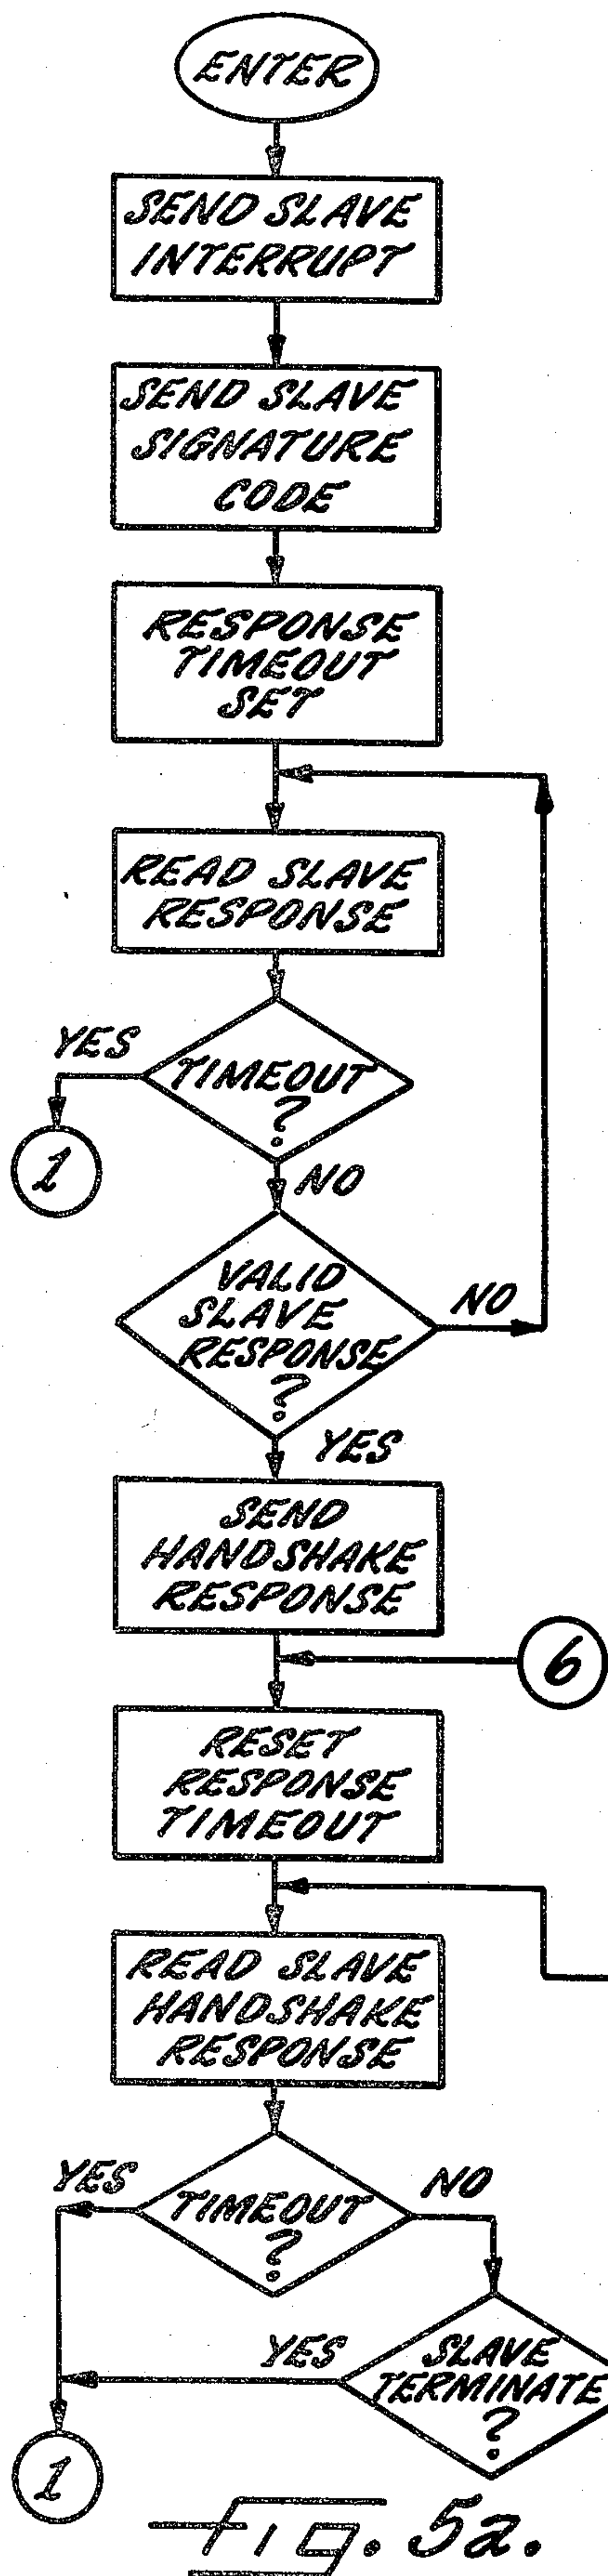 ENTER
SEND SLAVE
INTERRUPT
SEND SLAVE
SIGNATURE
CODE
RESPONSE
TIMEOUT
SET
READ SLAVE
RESPONSE
YES
TIMEOUT
?
1
NO
VALID
SLAVE
RESPONSE
?
NO
YES
SEND
HANDSHAKE
RESPONSE
6
RESET
RESPONSE
TIMEOUT
READ SLAVE
HANDSHAKE
RESPONSE
YES
TIMEOUT
?
NO
YES
SLAVE
TERMINATE
?
1
Fig. 5a.